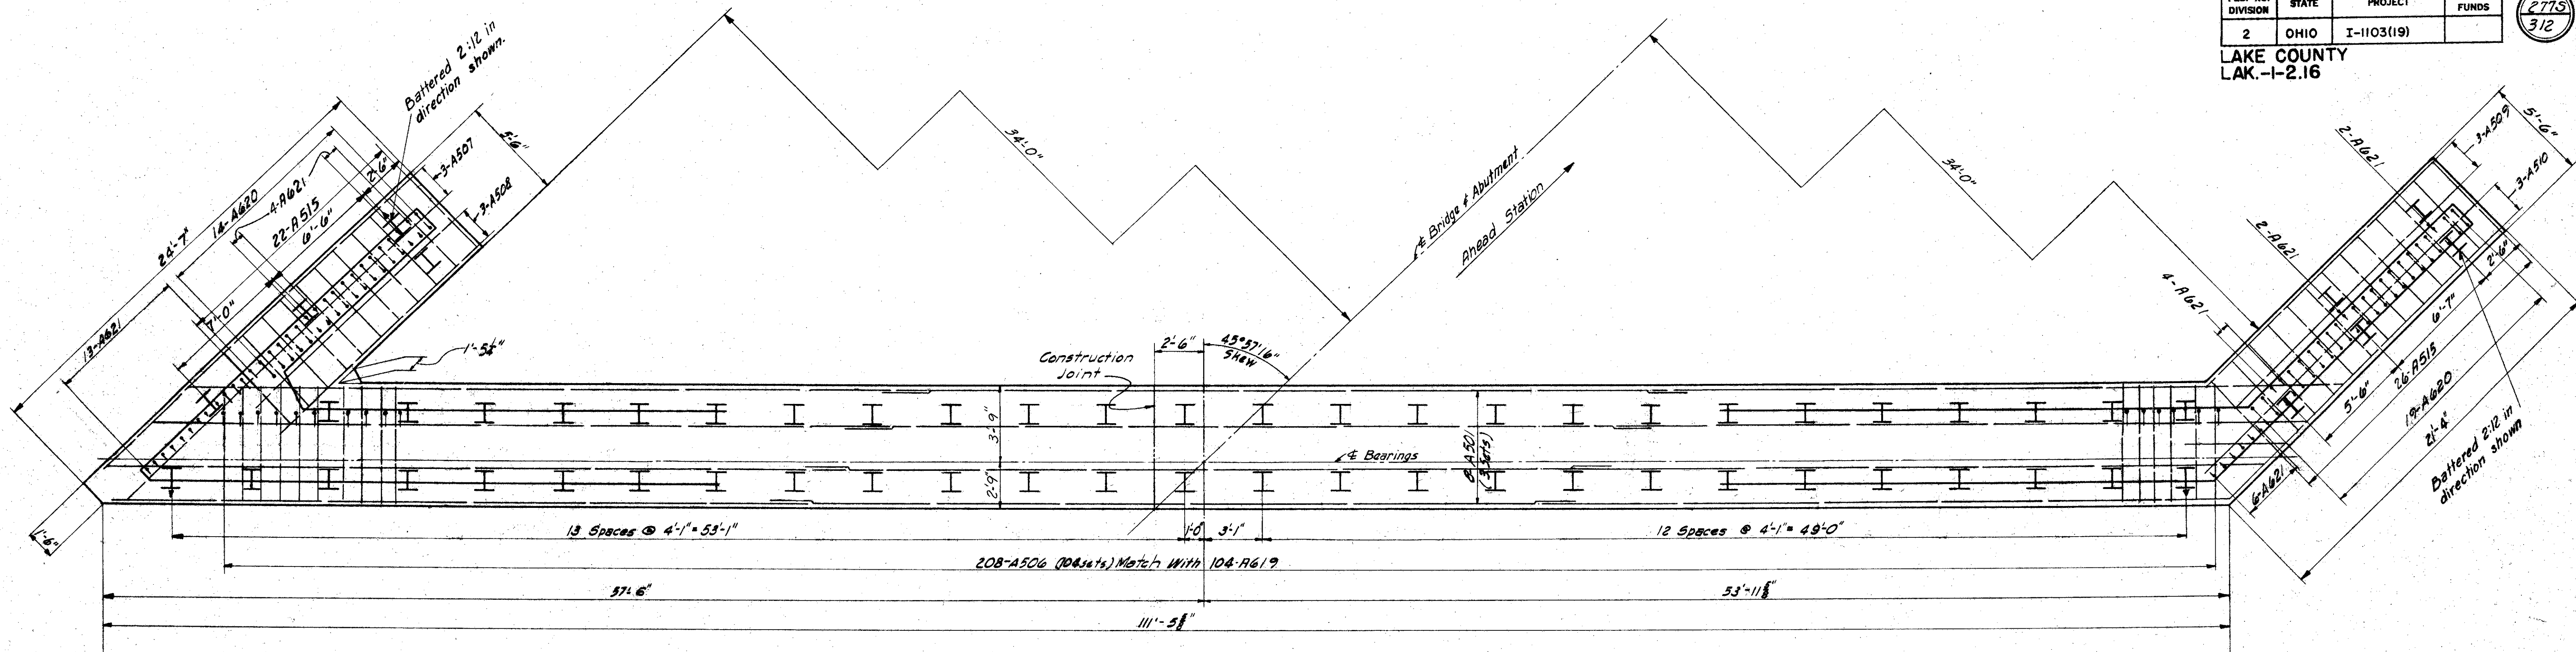 DIVISION
STATE
PROJECT
FUNDS
2
OHIO
I-1103(19)
2775
312
LAKE COUNTY
LAK.-1-2.16
Battered 2:12 in
direction shown.
24'-7"
14-A620
4-A621
22-A515
6'-6"
2'-6"
3-A507
3-A508
5'-6"
13-A621
7'-0"
34'-0"
34'-0"
℄ Bridge & Abutment
Ahead Station
2-A621
3-A509
5'-6"
3-A510
2-A621
4-A621
2'-6"
6'-7"
26-A515
5'-6"
19-A620
21'-4"
6-A621
Battered 2:12 in
direction shown
Construction
Joint
2'-6"
45°57'16"
Skew
3'-9"
2'-9"
℄ Bearings
8-A501
(3 Sets)
1'-6"
13 Spaces @ 4'-1" = 53'-1"
1'-0"
3'-1"
12 Spaces @ 4'-1" = 49'-0"
208-A506 (104 sets) Match With 104-A619
57'-6"
53'-11⅝"
111'-5⅝"